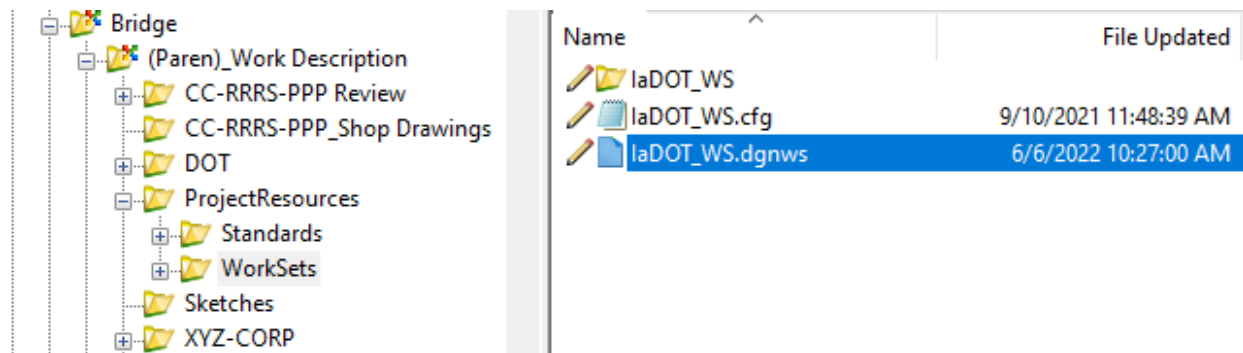 Bridge
(Paren)_Work Description
CC-RRRS-PPP Review
CC-RRRS-PPP_Shop Drawings
DOT
ProjectResources
Standards
WorkSets
Sketches
XYZ-CORP
Name File Updated
IaDOT_WS
IaDOT_WS.cfg 9/10/2021 11:48:39 AM
IaDOT_WS.dgnws 6/6/2022 10:27:00 AM